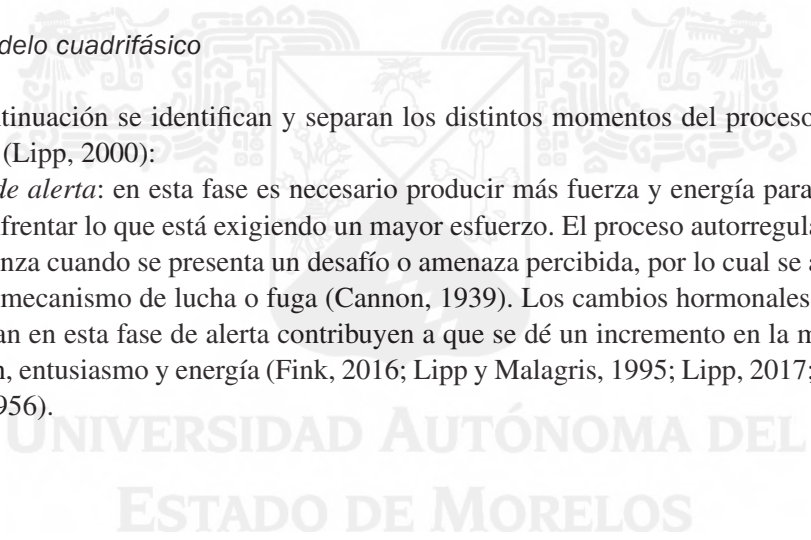 delo cuadrifásico
tinuación se identifican y separan los distintos momentos del proceso
(Lipp, 2000):
de alerta: en esta fase es necesario producir más fuerza y energía para
frentar lo que está exigiendo un mayor esfuerzo. El proceso autorregula
nza cuando se presenta un desafío o amenaza percibida, por lo cual se a
mecanismo de lucha o fuga (Cannon, 1939). Los cambios hormonales
an en esta fase de alerta contribuyen a que se dé un incremento en la m
n, entusiasmo y energía (Fink, 2016; Lipp y Malagris, 1995; Lipp, 2017;
956).
UNIVERSIDAD AUTÓNOMA DEL
ESTADO DE MORELOS